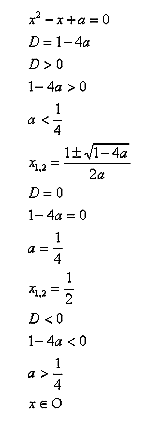 x² − x + a = 0
D = 1 − 4a
D > 0
1 − 4a > 0
a < 1/4
x₁,₂ = (1 ± √(1 − 4a))/(2a)
D = 0
1 − 4a = 0
a = 1/4
x₁,₂ = 1/2
D < 0
1 − 4a < 0
a > 1/4
x ∈ O